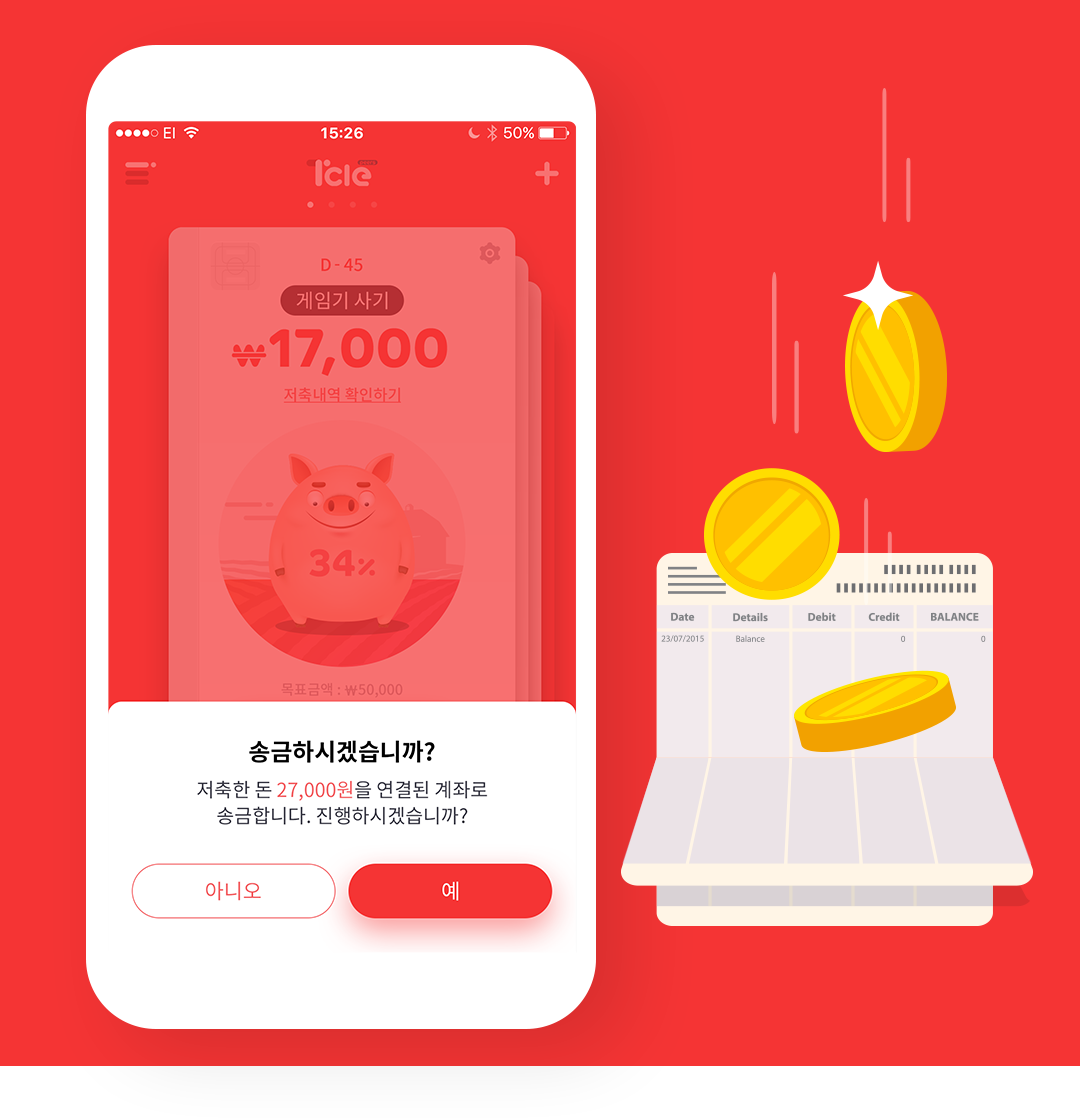 EI
15:26
50%
Ticle
D - 45
게임기 사기
₩17,000
저축내역 확인하기
34%
목표금액 : ₩50,000
송금하시겠습니까?
저축한 돈 27,000원을 연결된 계좌로
송금합니다. 진행하시겠습니까?
아니오
예
Date
Details
Debit
Credit
BALANCE
23/07/2015
Balance
0
0